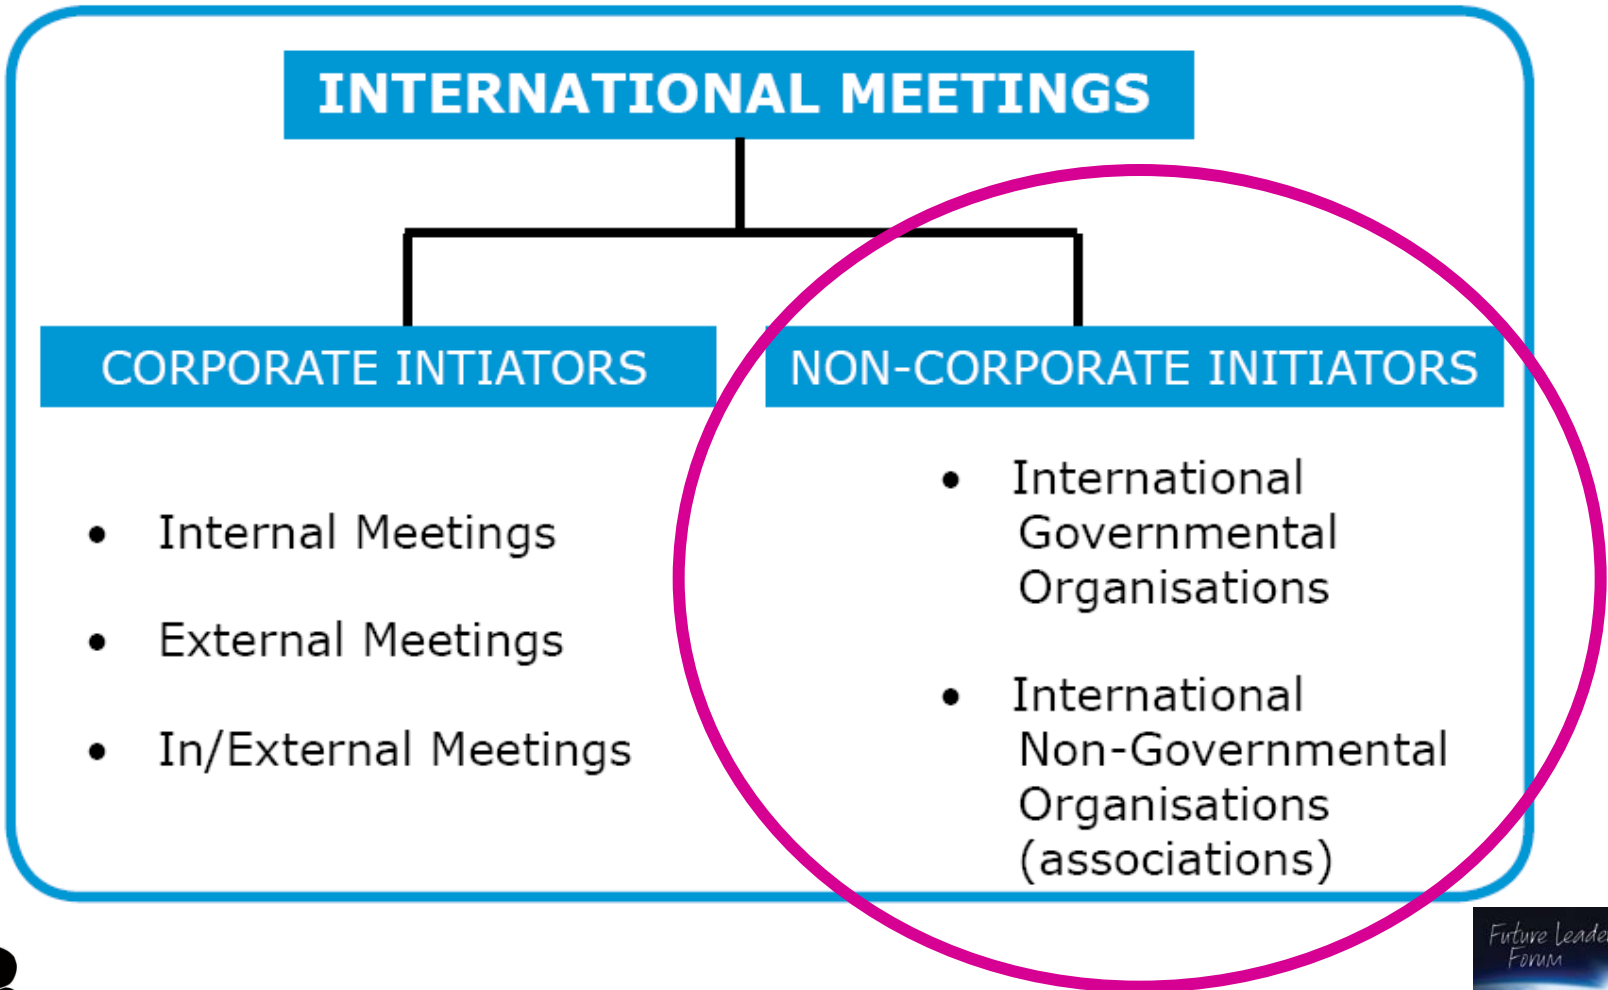 INTERNATIONAL MEETINGS
CORPORATE INTIATORS
• Internal Meetings
• External Meetings
• In/External Meetings
NON-CORPORATE INITIATORS
• International
Governmental
Organisations
• International
Non-Governmental
Organisations
(associations)
Future
Forum